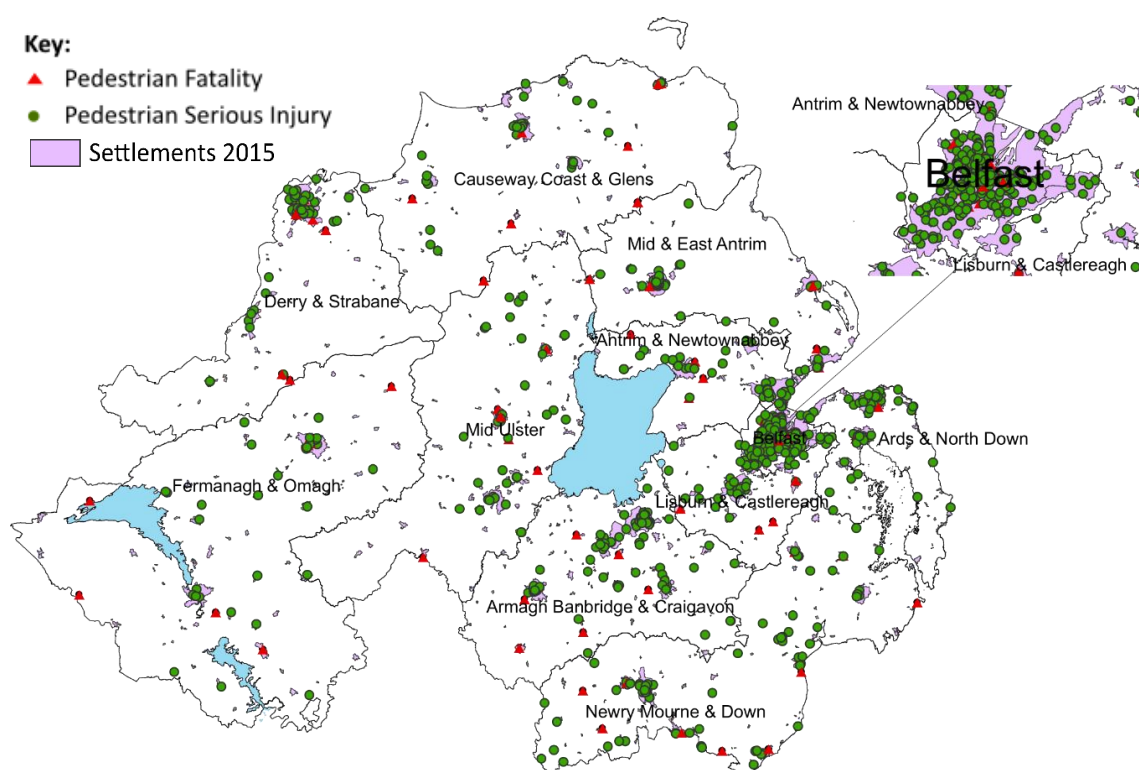 Key:
Pedestrian Fatality
Pedestrian Serious Injury
Settlements 2015
Antrim & Newtownabbey
Belfast
Lisburn & Castlereagh
Causeway Coast & Glens
Mid & East Antrim
Derry & Strabane
Antrim & Newtownabbey
Mid Ulster
Belfast
Ards & North Down
Fermanagh & Omagh
Lisburn & Castlereagh
Armagh Banbridge & Craigavon
Newry Mourne & Down